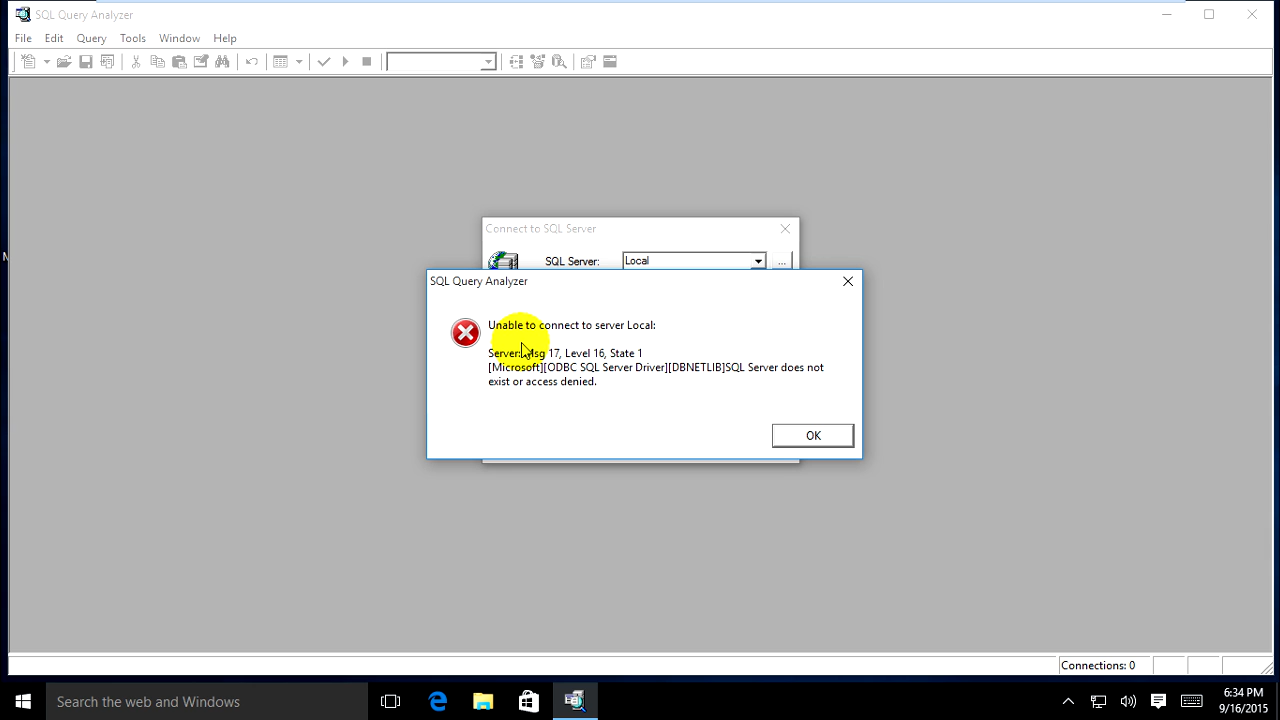 SQL Query Analyzer
File Edit Query Tools Window Help
Connect to SQL Server
SQL Server: Local ...
SQL Query Analyzer
Unable to connect to server Local:
Server: Msg 17, Level 16, State 1
[Microsoft][ODBC SQL Server Driver][DBNETLIB]SQL Server does not
exist or access denied.
OK
Connections: 0
Search the web and Windows
6:34 PM
9/16/2015